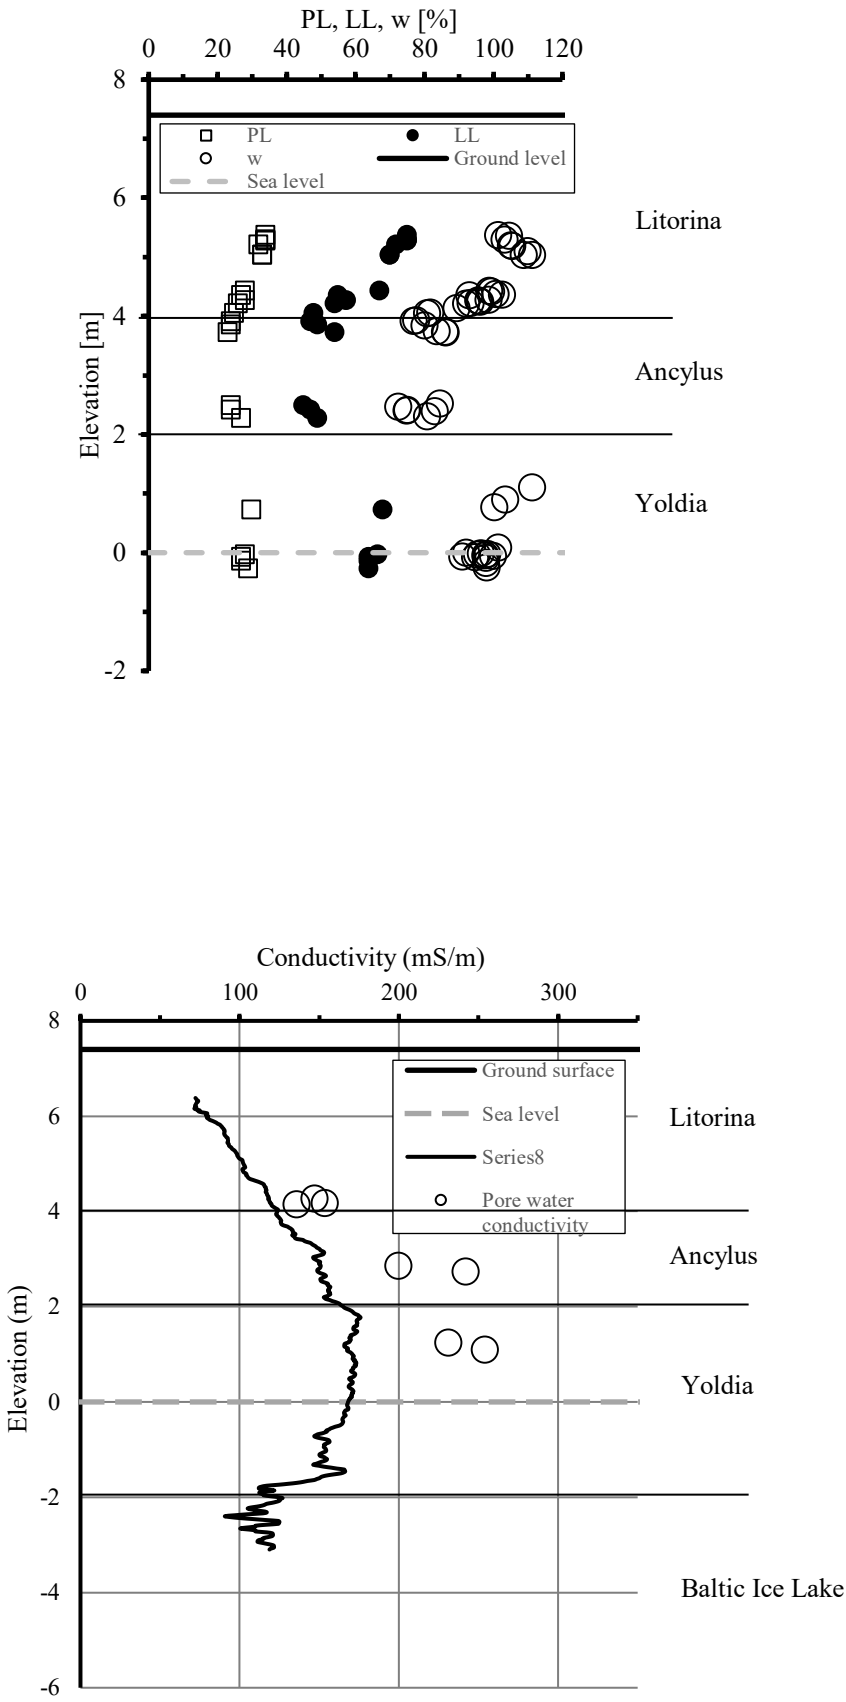 PL, LL, w [%]
0 20 40 60 80 100 120
8
PL LL
w Ground level
Sea level
6
Litorina
4
Ancylus
Elevation [m]
2
Yoldia
0
-2
Conductivity (mS/m)
0 100 200 300
8
Ground surface
Sea level
6
Litorina
Series8
Pore water
conductivity
4
Ancylus
2
Elevation (m)
Yoldia
0
-2
Baltic Ice Lake
-4
-6